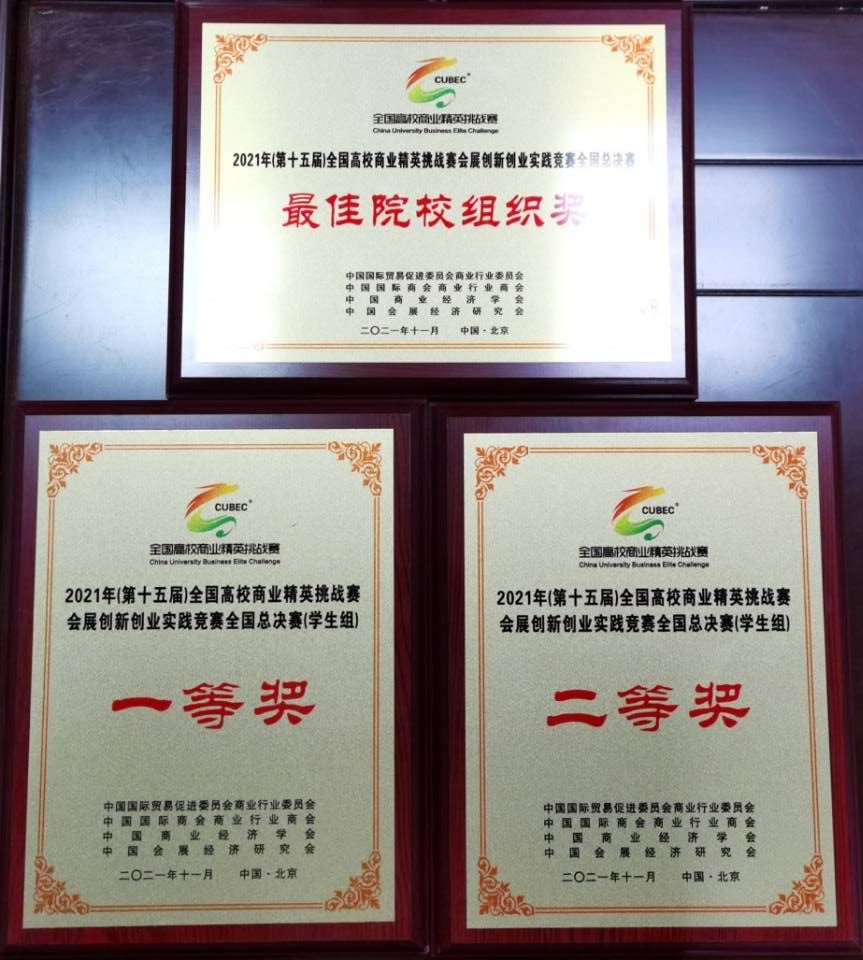 CUBEC®
全国高校商业精英挑战赛
China University Business Elite Challenge
2021年(第十五届)全国高校商业精英挑战赛会展创新创业实践竞赛全国总决赛
最佳院校组织奖
中国国际贸易促进委员会商业行业委员会
中国国际商会商业行业商会
中国商业经济学会
中国会展经济研究会
二〇二一年十一月 中国·北京
CUBEC®
全国高校商业精英挑战赛
China University Business Elite Challenge
2021年(第十五届)全国高校商业精英挑战赛
会展创新创业实践竞赛全国总决赛(学生组)
一等奖
中国国际贸易促进委员会商业行业委员会
中国国际商会商业行业商会
中国商业经济学会
中国会展经济研究会
二〇二一年十一月 中国·北京
CUBEC®
全国高校商业精英挑战赛
China University Business Elite Challenge
2021年(第十五届)全国高校商业精英挑战赛
会展创新创业实践竞赛全国总决赛(学生组)
二等奖
中国国际贸易促进委员会商业行业委员会
中国国际商会商业行业商会
中国商业经济学会
中国会展经济研究会
二〇二一年十一月 中国·北京